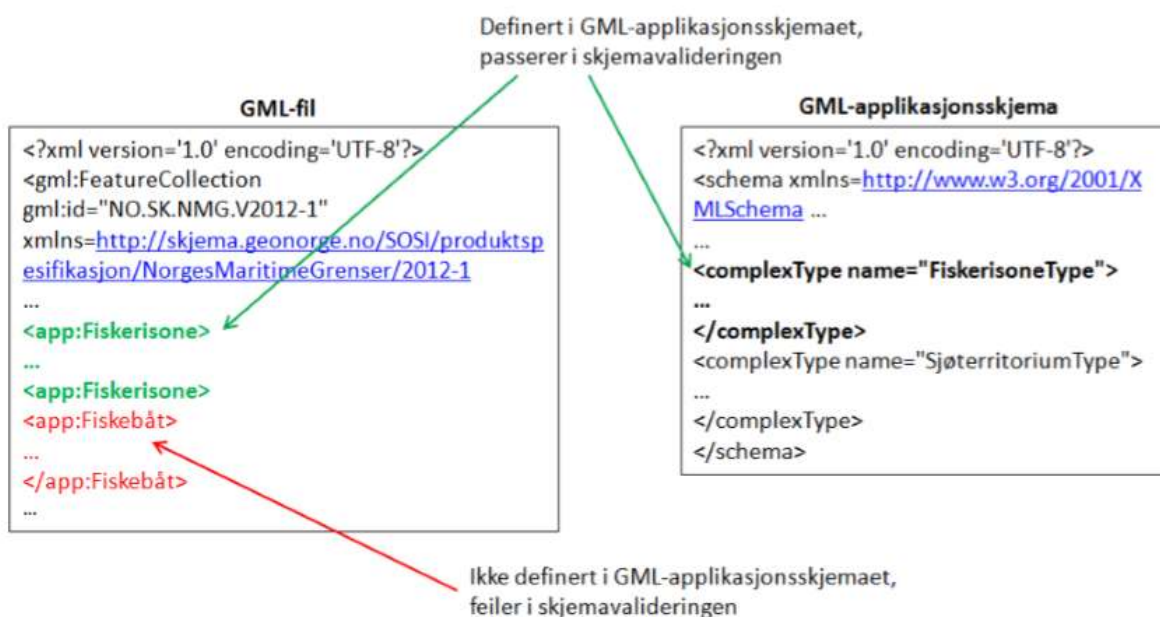 Definert i GML-applikasjonsskjemaet,
passerer i skjemavalideringen
GML-fil
<?xml version='1.0' encoding='UTF-8'?>
<gml:FeatureCollection
gml:id="NO.SK.NMG.V2012-1"
xmlns=http://skjema.geonorge.no/SOSI/produktsp
esifikasjon/NorgesMaritimeGrenser/2012-1
...
<app:Fiskerisone>
...
<app:Fiskerisone>
<app:Fiskebåt>
...
</app:Fiskebåt>
...
GML-applikasjonsskjema
<?xml version='1.0' encoding='UTF-8'?>
<schema xmlns=http://www.w3.org/2001/X
MLSchema ...
...
<complexType name="FiskerisoneType">
...
</complexType>
<complexType name="SjøterritoriumType">
...
</complexType>
</schema>
Ikke definert i GML-applikasjonsskjemaet,
feiler i skjemavalideringen